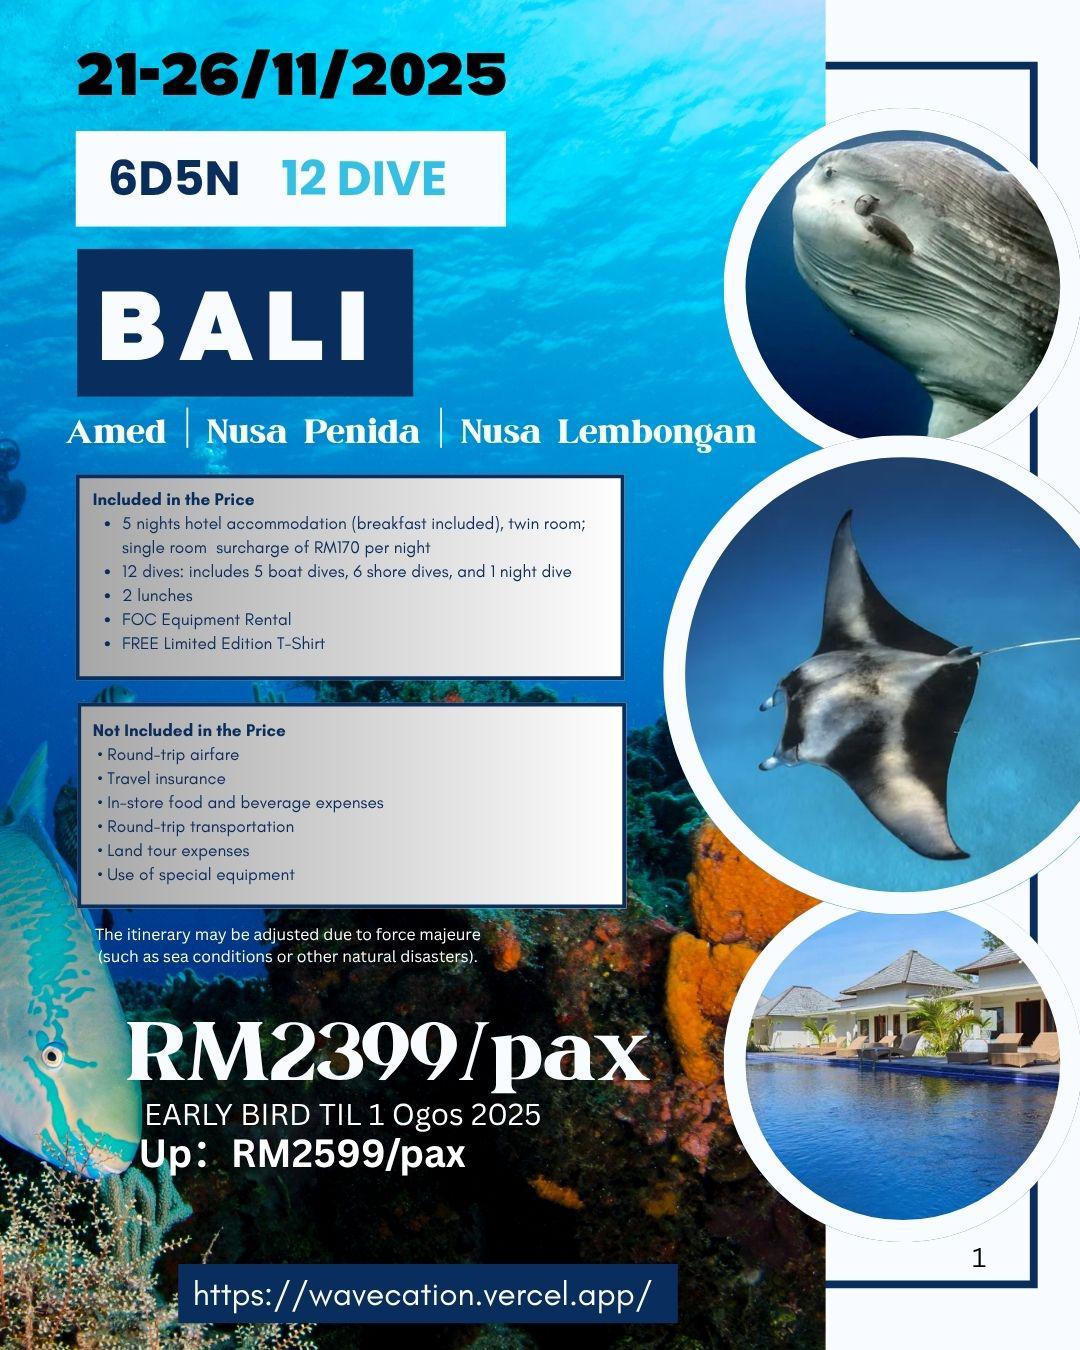 21-26/11/2025
6D5N 12 DIVE
BALI
Amed | Nusa Penida | Nusa Lembongan
Included in the Price
• 5 nights hotel accommodation (breakfast included), twin room;
single room surcharge of RM170 per night
• 12 dives: includes 5 boat dives, 6 shore dives, and 1 night dive
• 2 lunches
• FOC Equipment Rental
• FREE Limited Edition T-Shirt
Not Included in the Price
• Round-trip airfare
• Travel insurance
• In-store food and beverage expenses
• Round-trip transportation
• Land tour expenses
• Use of special equipment
The itinerary may be adjusted due to force majeure
(such as sea conditions or other natural disasters).
RM2399/pax
EARLY BIRD TIL 1 Ogos 2025
Up：RM2599/pax
1
https://wavecation.vercel.app/